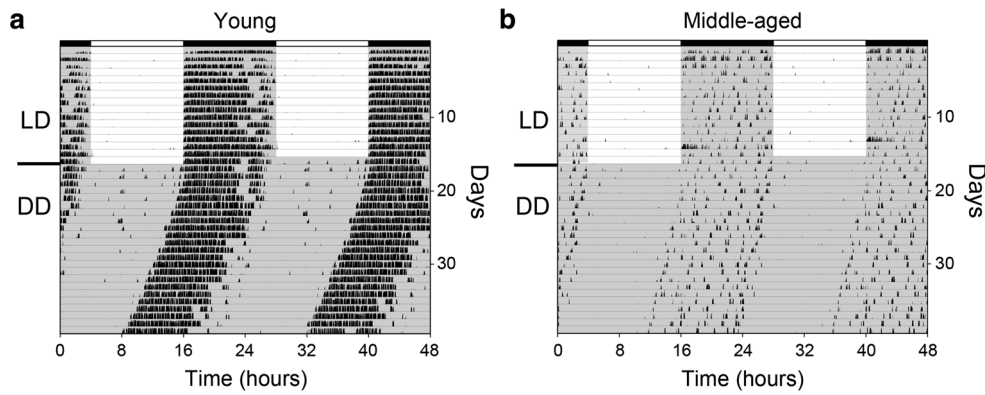 a
Young
LD
DD
10
20
30
Days
0 8 16 24 32 40 48
Time (hours)
b
Middle-aged
LD
DD
10
20
30
Days
0 8 16 24 32 40 48
Time (hours)